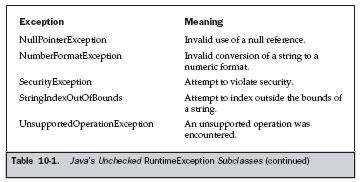 Exception Meaning
NullPointerException Invalid use of a null reference.
NumberFormatException Invalid conversion of a string to a
numeric format.
SecurityException Attempt to violate security.
StringIndexOutOfBounds Attempt to index outside the bounds of
a string.
UnsupportedOperationException An unsupported operation was
encountered.
Table 10-1. Java's Unchecked RuntimeException Subclasses (continued)